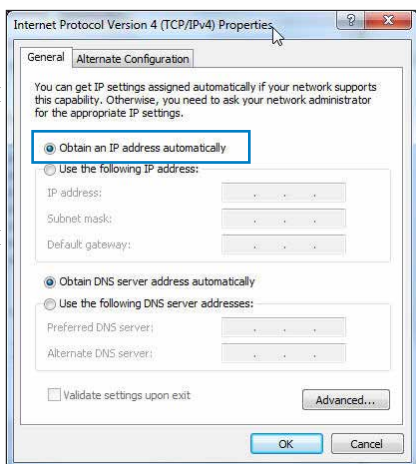 Internet Protocol Version 4 (TCP/IPv4) Properties
General
Alternate Configuration
You can get IP settings assigned automatically if your network supports
this capability. Otherwise, you need to ask your network administrator
for the appropriate IP settings.
Obtain an IP address automatically
Use the following IP address:
IP address:
Subnet mask:
Default gateway:
Obtain DNS server address automatically
Use the following DNS server addresses:
Preferred DNS server:
Alternate DNS server:
Validate settings upon exit
Advanced...
OK
Cancel